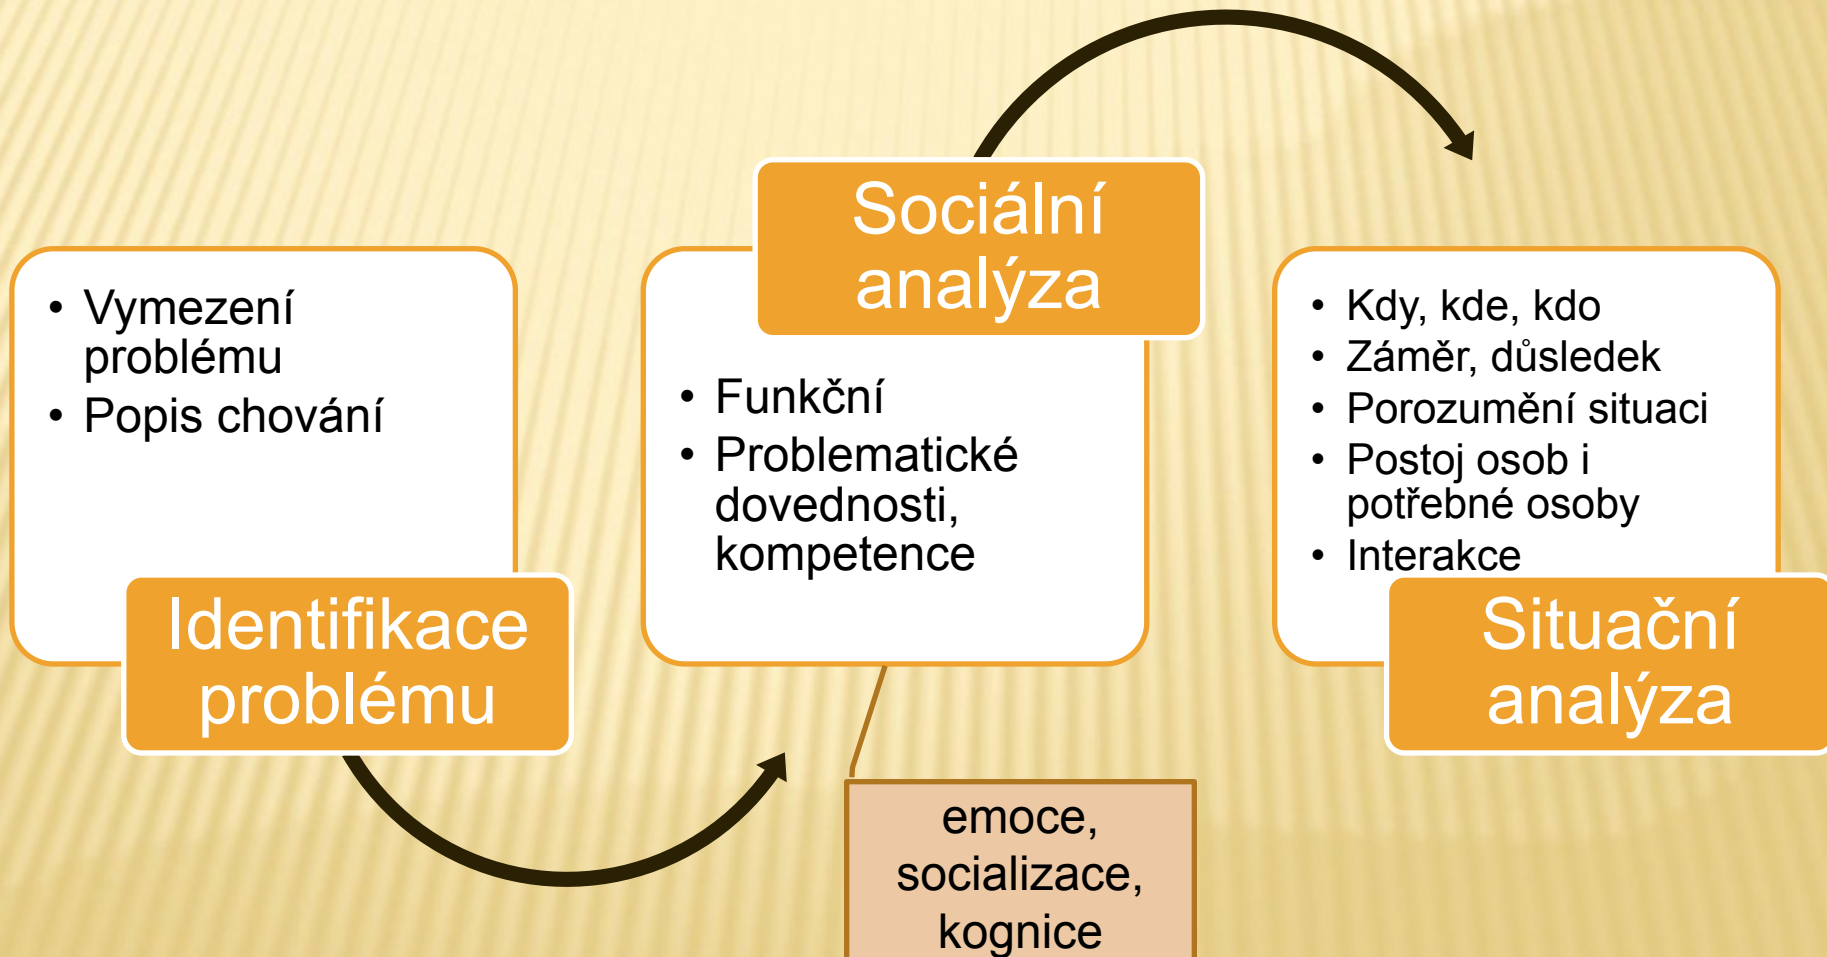 • Vymezení
problému
• Popis chování
Identifikace
problému
Sociální
analýza
• Funkční
• Problematické
dovednosti,
kompetence
emoce,
socializace,
kognice
• Kdy, kde, kdo
• Záměr, důsledek
• Porozumění situaci
• Postoj osob i
potřebné osoby
• Interakce
Situační
analýza